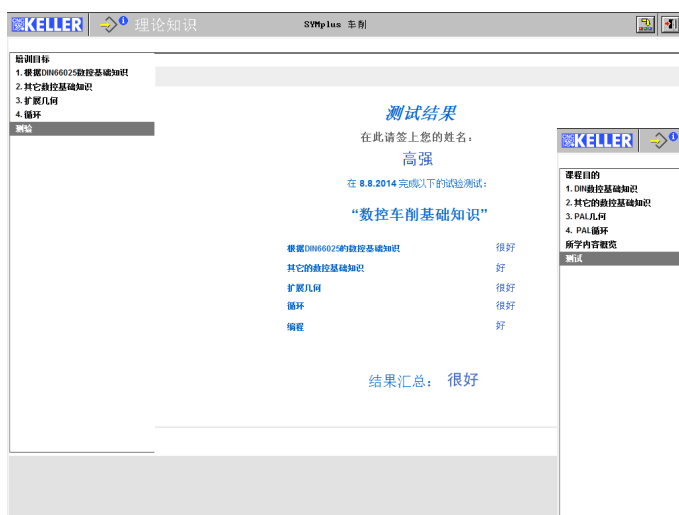 KELLER 理论知识 SYMplus 车削
培训目标
1. 根据DIN66025数控基础知识
2. 其它数控基础知识
3. 扩展几何
4. 循环
测验
测试结果
在此请签上您的姓名：
高强
在 8.8.2014 完成以下的试验测试：
“数控车削基础知识”
根据DIN66025的数控基础知识 很好
其它的数控基础知识 好
扩展几何 很好
循环 很好
编程 好
结果汇总： 很好
KELLER
课程目的
1. DIN数控基础知识
2. 其它的数控基础知识
3. PAL几何
4. PAL循环
所学内容概览
测试